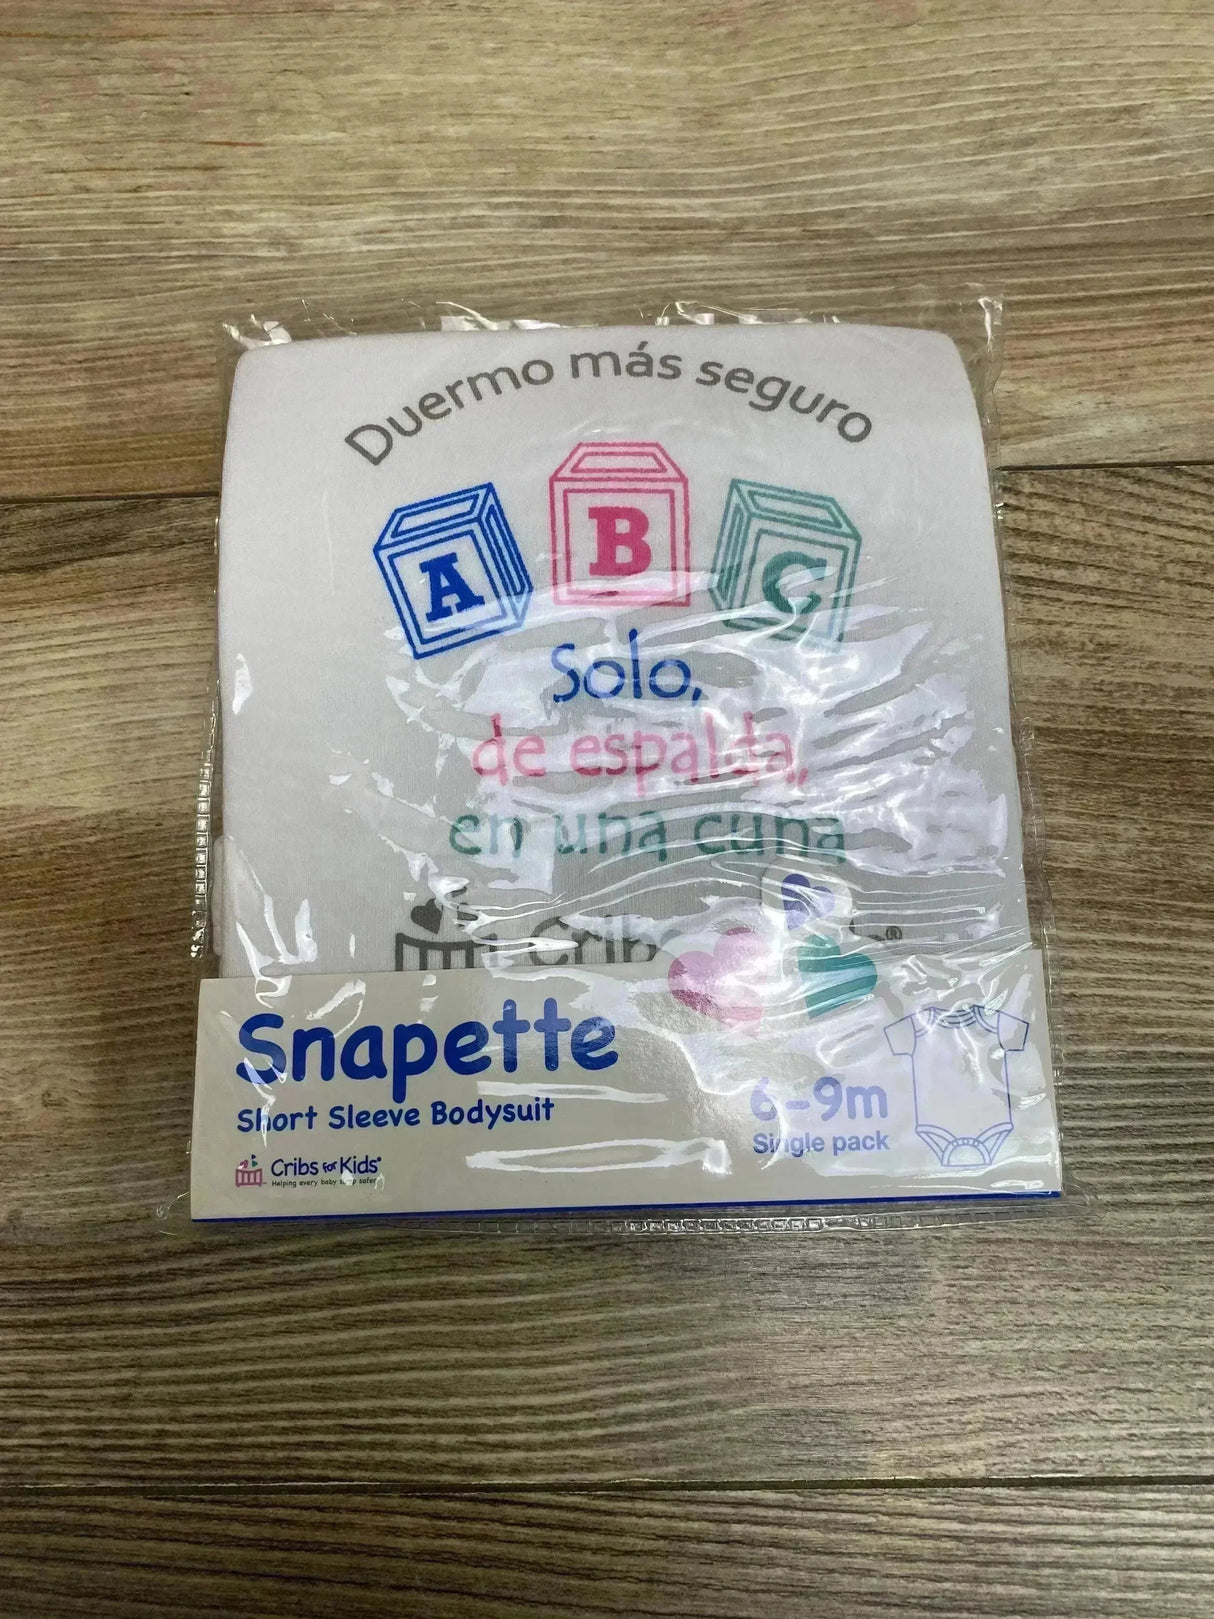 Duermo más seguro
A B C
Solo,
de espalda,
en una cuna
Cribs
Snapette
Short Sleeve Bodysuit
6-9m
Single pack
Cribs for Kids®
Helping every baby sleep safer